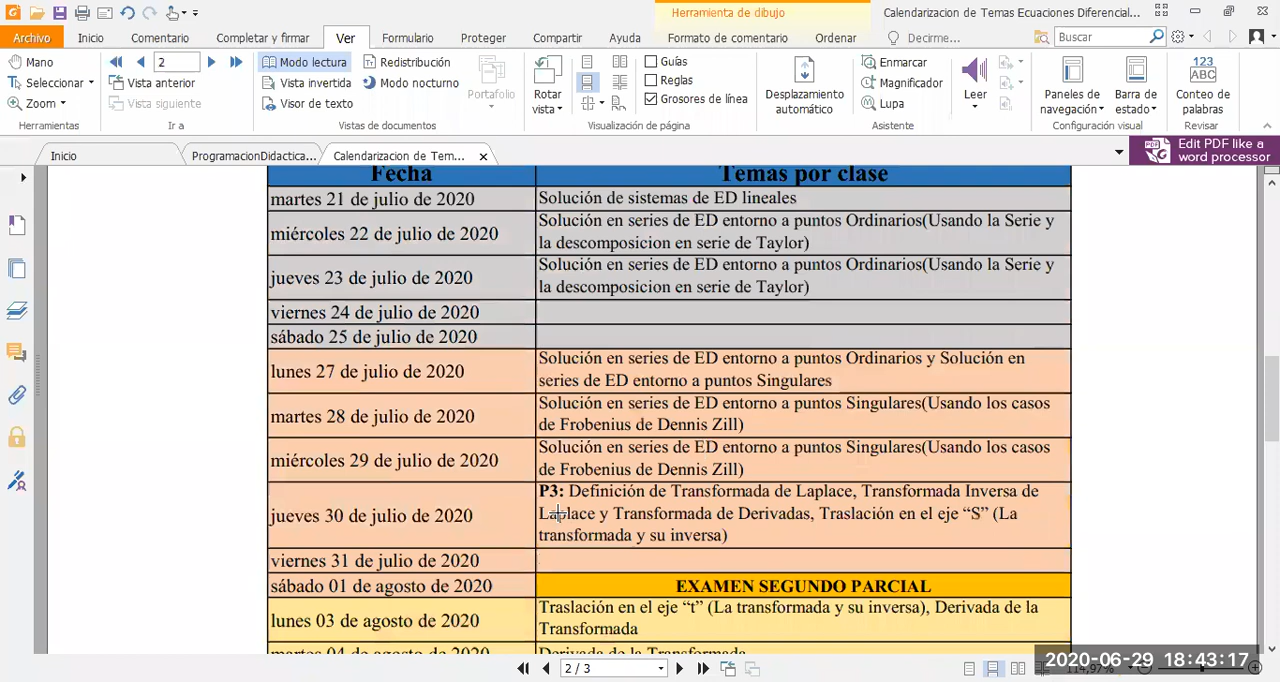 Herramienta de dibujo
Calendarizacion de Temas Ecuaciones Diferencial...
Archivo Inicio Comentario Completar y firmar Ver Formulario Proteger Compartir Ayuda Formato de comentario Ordenar Decirme... Buscar
Mano
Seleccionar
Zoom
Herramientas
2
Vista anterior
Vista siguiente
Ir a
Modo lectura
Vista invertida
Visor de texto
Redistribución
Modo nocturno
Vistas de documentos
Portafolio
Rotar
vista
Guías
Reglas
Grosores de línea
Visualización de página
Desplazamiento
automático
Enmarcar
Magnificador
Lupa
Asistente
Leer
Paneles de
navegación
Barra de
estado
Configuración visual
123
ABC
Conteo de
palabras
Revisar
Inicio
ProgramacionDidactica...
Calendarizacion de Tem...
Edit PDF like a
word processor
Fecha Temas por clase
martes 21 de julio de 2020 Solución de sistemas de ED lineales
miércoles 22 de julio de 2020 Solución en series de ED entorno a puntos Ordinarios(Usando la Serie y
la descomposicion en serie de Taylor)
jueves 23 de julio de 2020 Solución en series de ED entorno a puntos Ordinarios(Usando la Serie y
la descomposicion en serie de Taylor)
viernes 24 de julio de 2020
sábado 25 de julio de 2020
lunes 27 de julio de 2020 Solución en series de ED entorno a puntos Ordinarios y Solución en
series de ED entorno a puntos Singulares
martes 28 de julio de 2020 Solución en series de ED entorno a puntos Singulares(Usando los casos
de Frobenius de Dennis Zill)
miércoles 29 de julio de 2020 Solución en series de ED entorno a puntos Singulares(Usando los casos
de Frobenius de Dennis Zill)
jueves 30 de julio de 2020 P3: Definición de Transformada de Laplace, Transformada Inversa de
Laplace y Transformada de Derivadas, Traslación en el eje “S” (La
transformada y su inversa)
viernes 31 de julio de 2020
sábado 01 de agosto de 2020 EXAMEN SEGUNDO PARCIAL
lunes 03 de agosto de 2020 Traslación en el eje “t” (La transformada y su inversa), Derivada de la
Transformada
martes 04 de agosto de 2020 Derivada de la Transformada
2 / 3
2020-06-29 18:43:17
114,97%